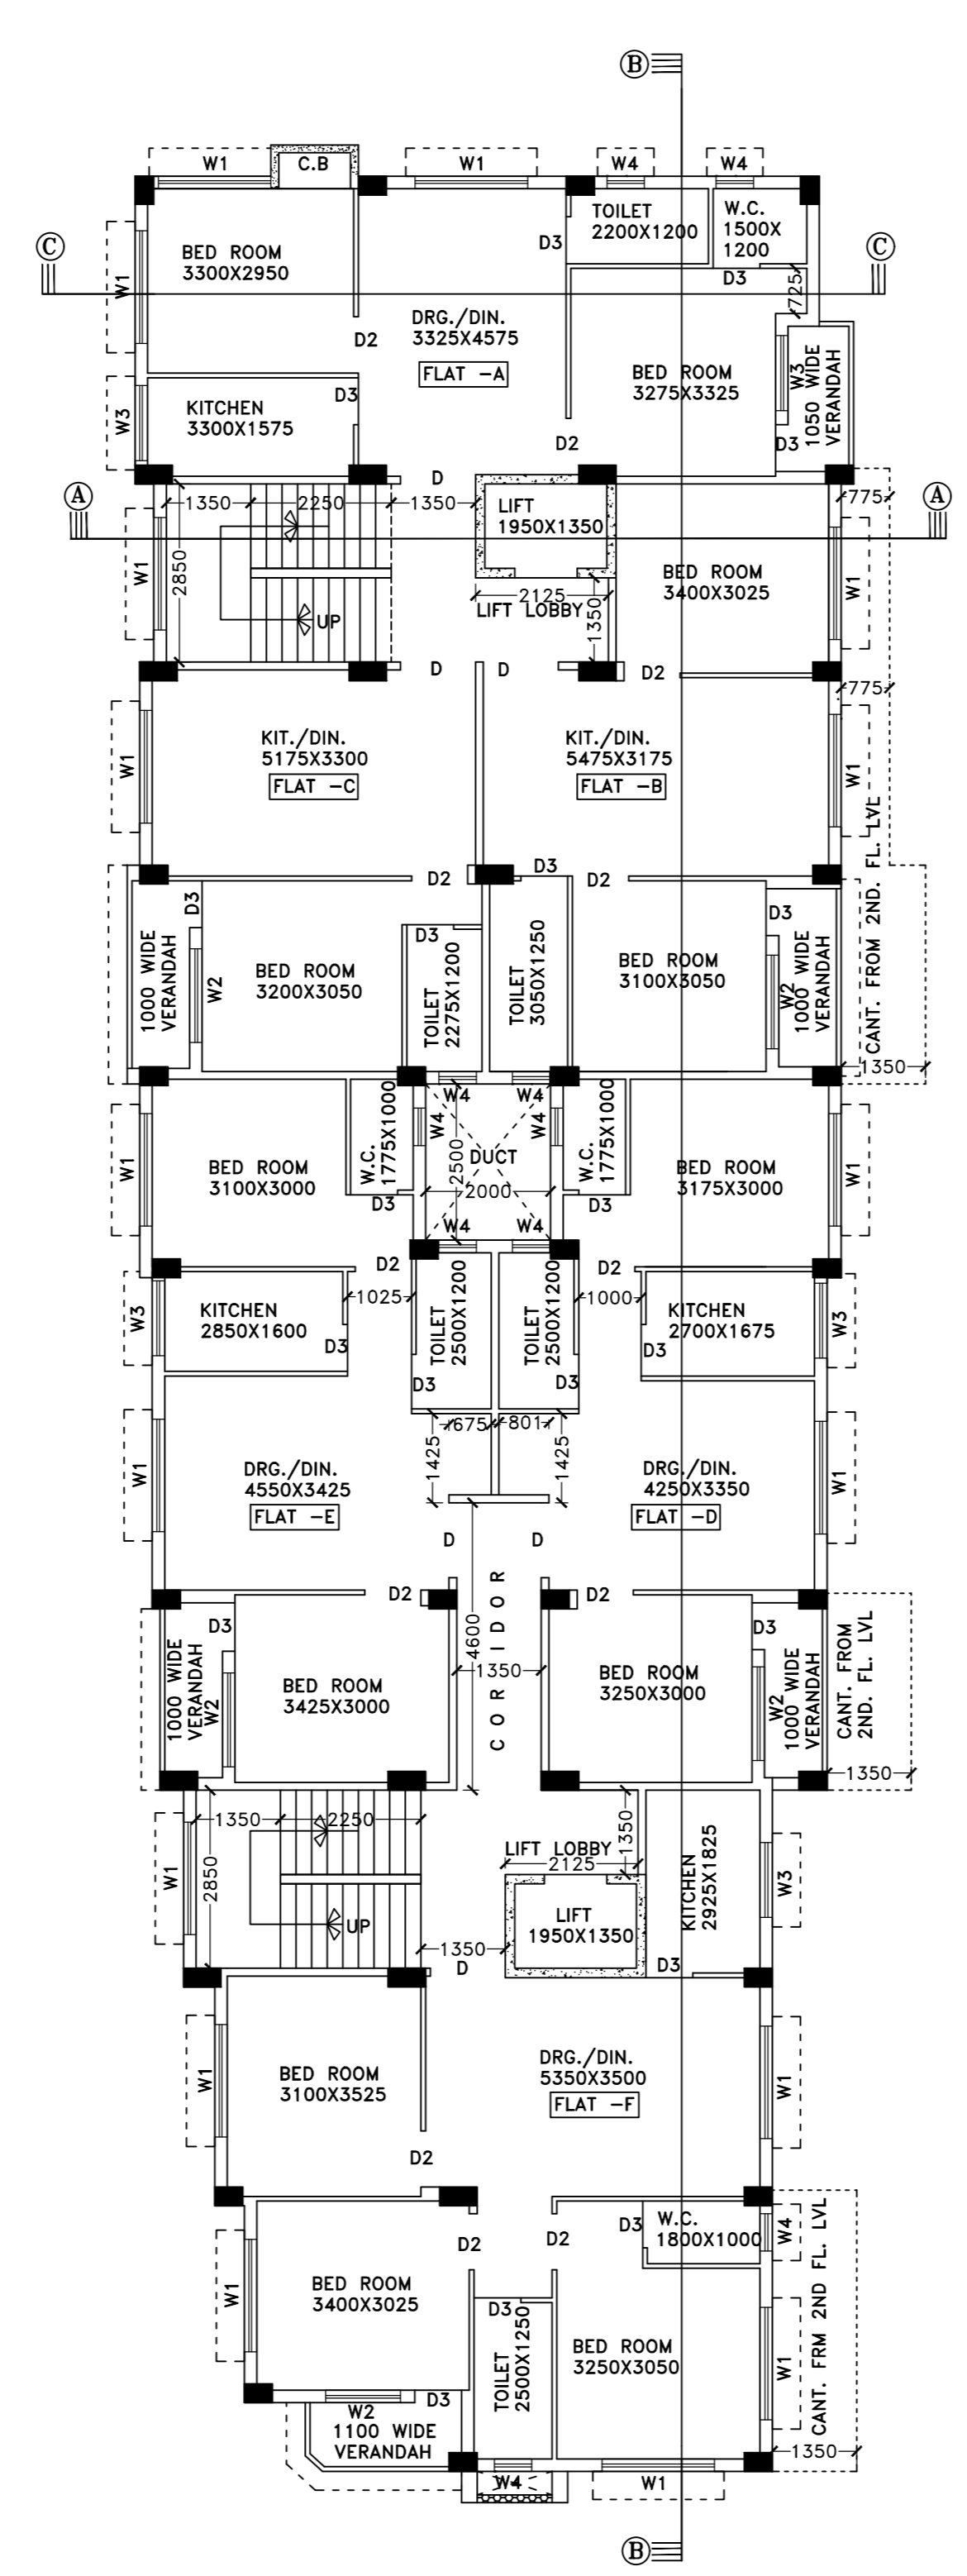 B
W1
C.B
W1
W4
W4
TOILET
2200X1200
W.C.
1500X
1200
C
C
BED ROOM
3300X2950
D3
D3
W1
725
DRG./DIN.
3325X4575
D2
FLAT -A
BED ROOM
3275X3325
W3
1050 WIDE
VERANDAH
D3
W3
KITCHEN
3300X1575
D2
D3
D
A
A
1350
2250
1350
775
LIFT
1950X1350
W1
2850
BED ROOM
3400X3025
W1
2125
LIFT LOBBY
1350
UP
D
D
D2
775
KIT./DIN.
5175X3300
FLAT -C
KIT./DIN.
5475X3175
FLAT -B
W1
W1
CANT. FROM 2ND. FL. LVL
D2
D3
D2
D3
D3
D3
1000 WIDE
VERANDAH
W2
BED ROOM
3200X3050
TOILET
2275X1200
TOILET
3050X1250
BED ROOM
3100X3050
W2
1000 WIDE
VERANDAH
1350
W4
W4
W4
W4
W.C.
1775X1000
2500
DUCT
2000
W.C.
1775X1000
W1
BED ROOM
3100X3000
BED ROOM
3175X3000
W1
D3
D3
W4
W4
D2
D2
1025
1000
W3
KITCHEN
2850X1600
D3
TOILET
2500X1200
TOILET
2500X1200
KITCHEN
2700X1675
D3
W3
D3
D3
675
801
1425
1425
W1
DRG./DIN.
4550X3425
FLAT -E
DRG./DIN.
4250X3350
FLAT -D
W1
D
D
D2
D2
D3
D3
4600
CORRIDOR
1350
1000 WIDE
VERANDAH
W2
BED ROOM
3425X3000
BED ROOM
3250X3000
W2
1000 WIDE
VERANDAH
CANT. FROM
2ND. FL. LVL
1350
1350
2250
1350
LIFT LOBBY
2125
W1
2850
KITCHEN
2925X1825
W3
LIFT
1950X1350
UP
1350
D
D3
BED ROOM
3100X3525
W1
DRG./DIN.
5350X3500
FLAT -F
W1
D2
D2
D2
D3
W.C.
1800X1000
W4
CANT. FRM 2ND FL. LVL
W1
BED ROOM
3400X3025
D3
TOILET
2500X1250
BED ROOM
3250X3050
W1
D3
W2
1100 WIDE
VERANDAH
1350
W4
W1
B